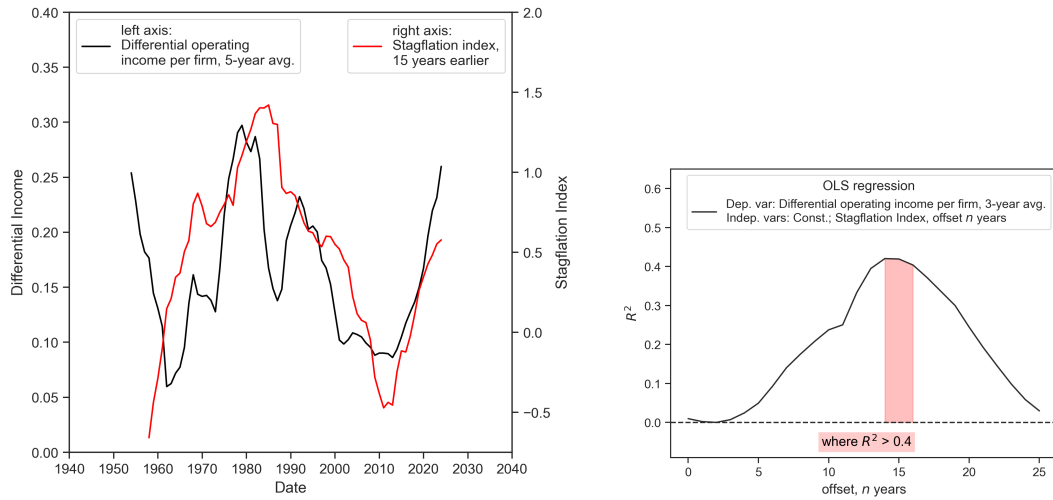 left axis:
Differential operating
income per firm, 5-year avg.
right axis:
Stagflation index,
15 years earlier
0.40
0.35
0.30
0.25
0.20
0.15
0.10
0.05
0.00
Differential Income
2.0
1.5
1.0
0.5
0.0
−0.5
Stagflation Index
1940 1950 1960 1970 1980 1990 2000 2010 2020 2030 2040
Date
OLS regression
Dep. var: Differential operating income per firm, 3-year avg.
Indep. vars: Const.; Stagflation Index, offset n years
0.6
0.5
0.4
0.3
0.2
0.1
0.0
R²
where R² > 0.4
0 5 10 15 20 25
offset, n years